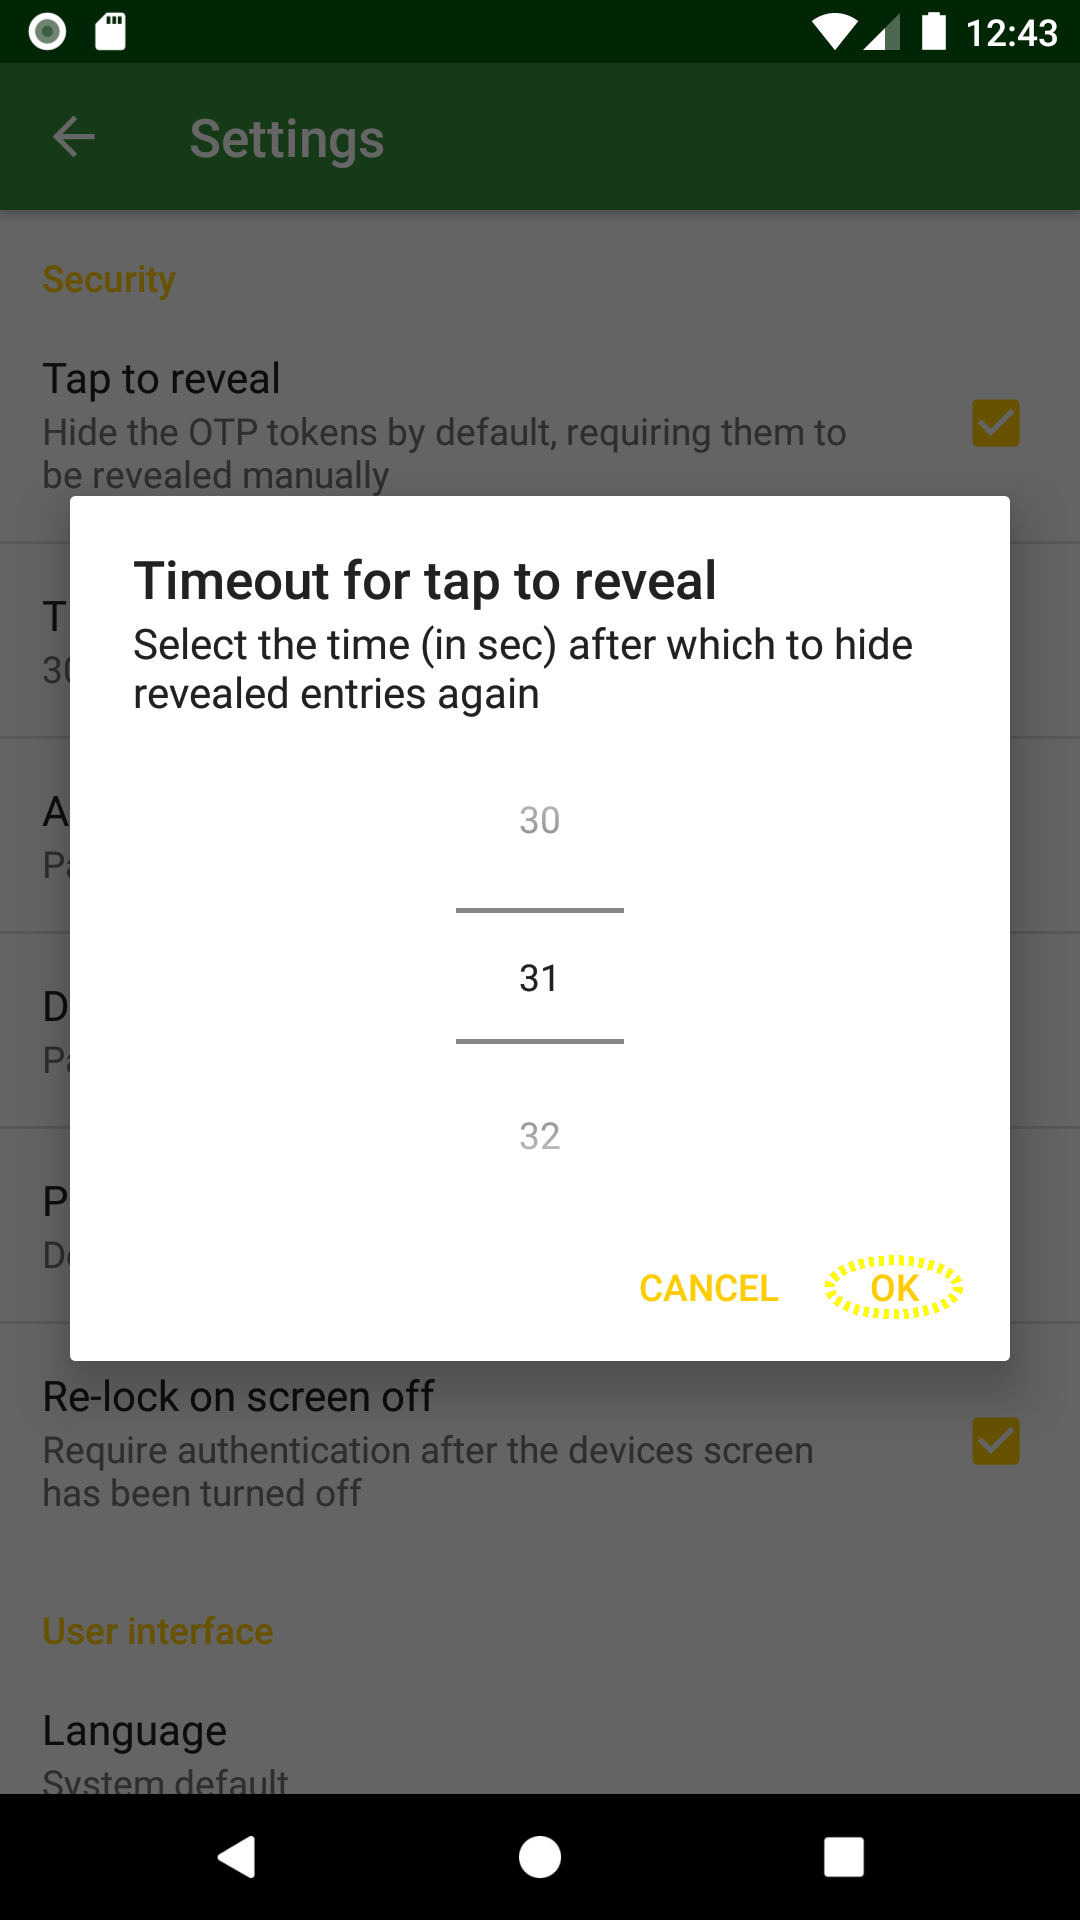 12:43
Settings
Security
Tap to reveal
Hide the OTP tokens by default, requiring them to
be revealed manually
Timeout for tap to reveal
Select the time (in sec) after which to hide
revealed entries again
30
31
32
CANCEL OK
Re-lock on screen off
Require authentication after the devices screen
has been turned off
User interface
Language
System default